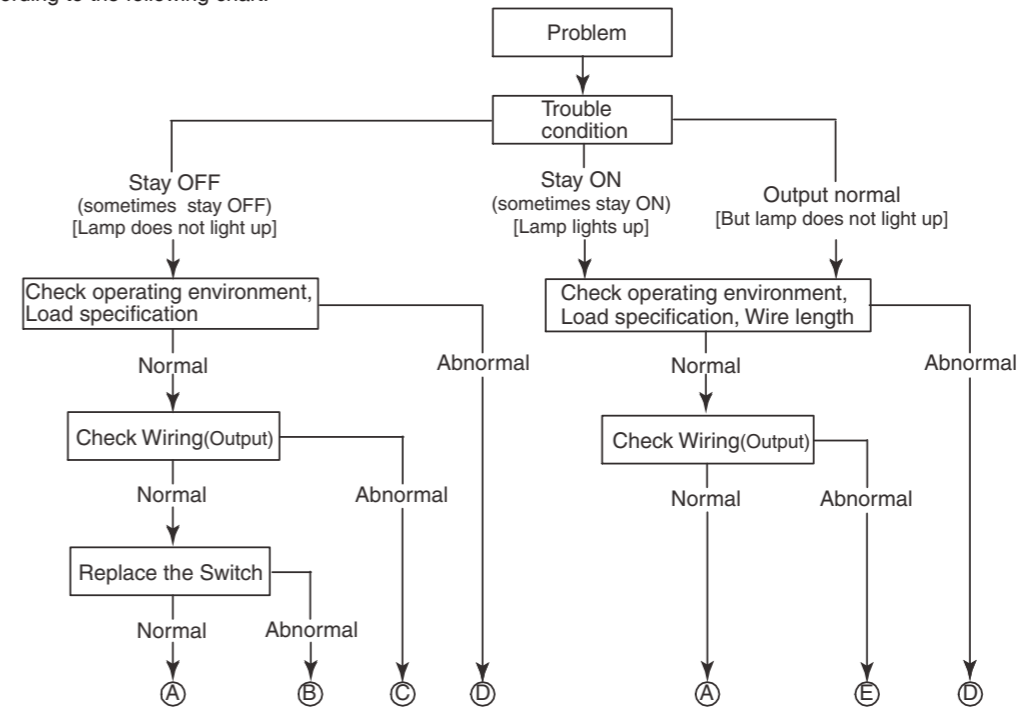 according to the following chart.
Problem
Trouble
condition
Stay OFF
(sometimes stay OFF)
[Lamp does not light up]
Stay ON
(sometimes stay ON)
[Lamp lights up]
Output normal
[But lamp does not light up]
Check operating environment,
Load specification
Check operating environment,
Load specification, Wire length
Normal
Abnormal
Normal
Abnormal
Check Wiring(Output)
Check Wiring(Output)
Normal
Abnormal
Normal
Abnormal
Replace the Switch
Normal
Abnormal
A
B
C
D
A
E
D